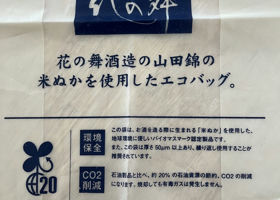 花の舞
花の舞酒造の山田錦の
米ぬかを使用したエコバッグ。
環境
保全
この袋は、お酒を造る際に生まれる「米ぬか」を使用した、
地球環境に優しいバイオマスマーク認定製品です。
また、この袋は厚さ50μm以上あり、繰り返し使用することが
推奨されています。
CO2
削減
石油製品と比べ、約20%の石油資源の節約。CO2の削減
になります。焼却しても有毒ガスは発生しません。
20